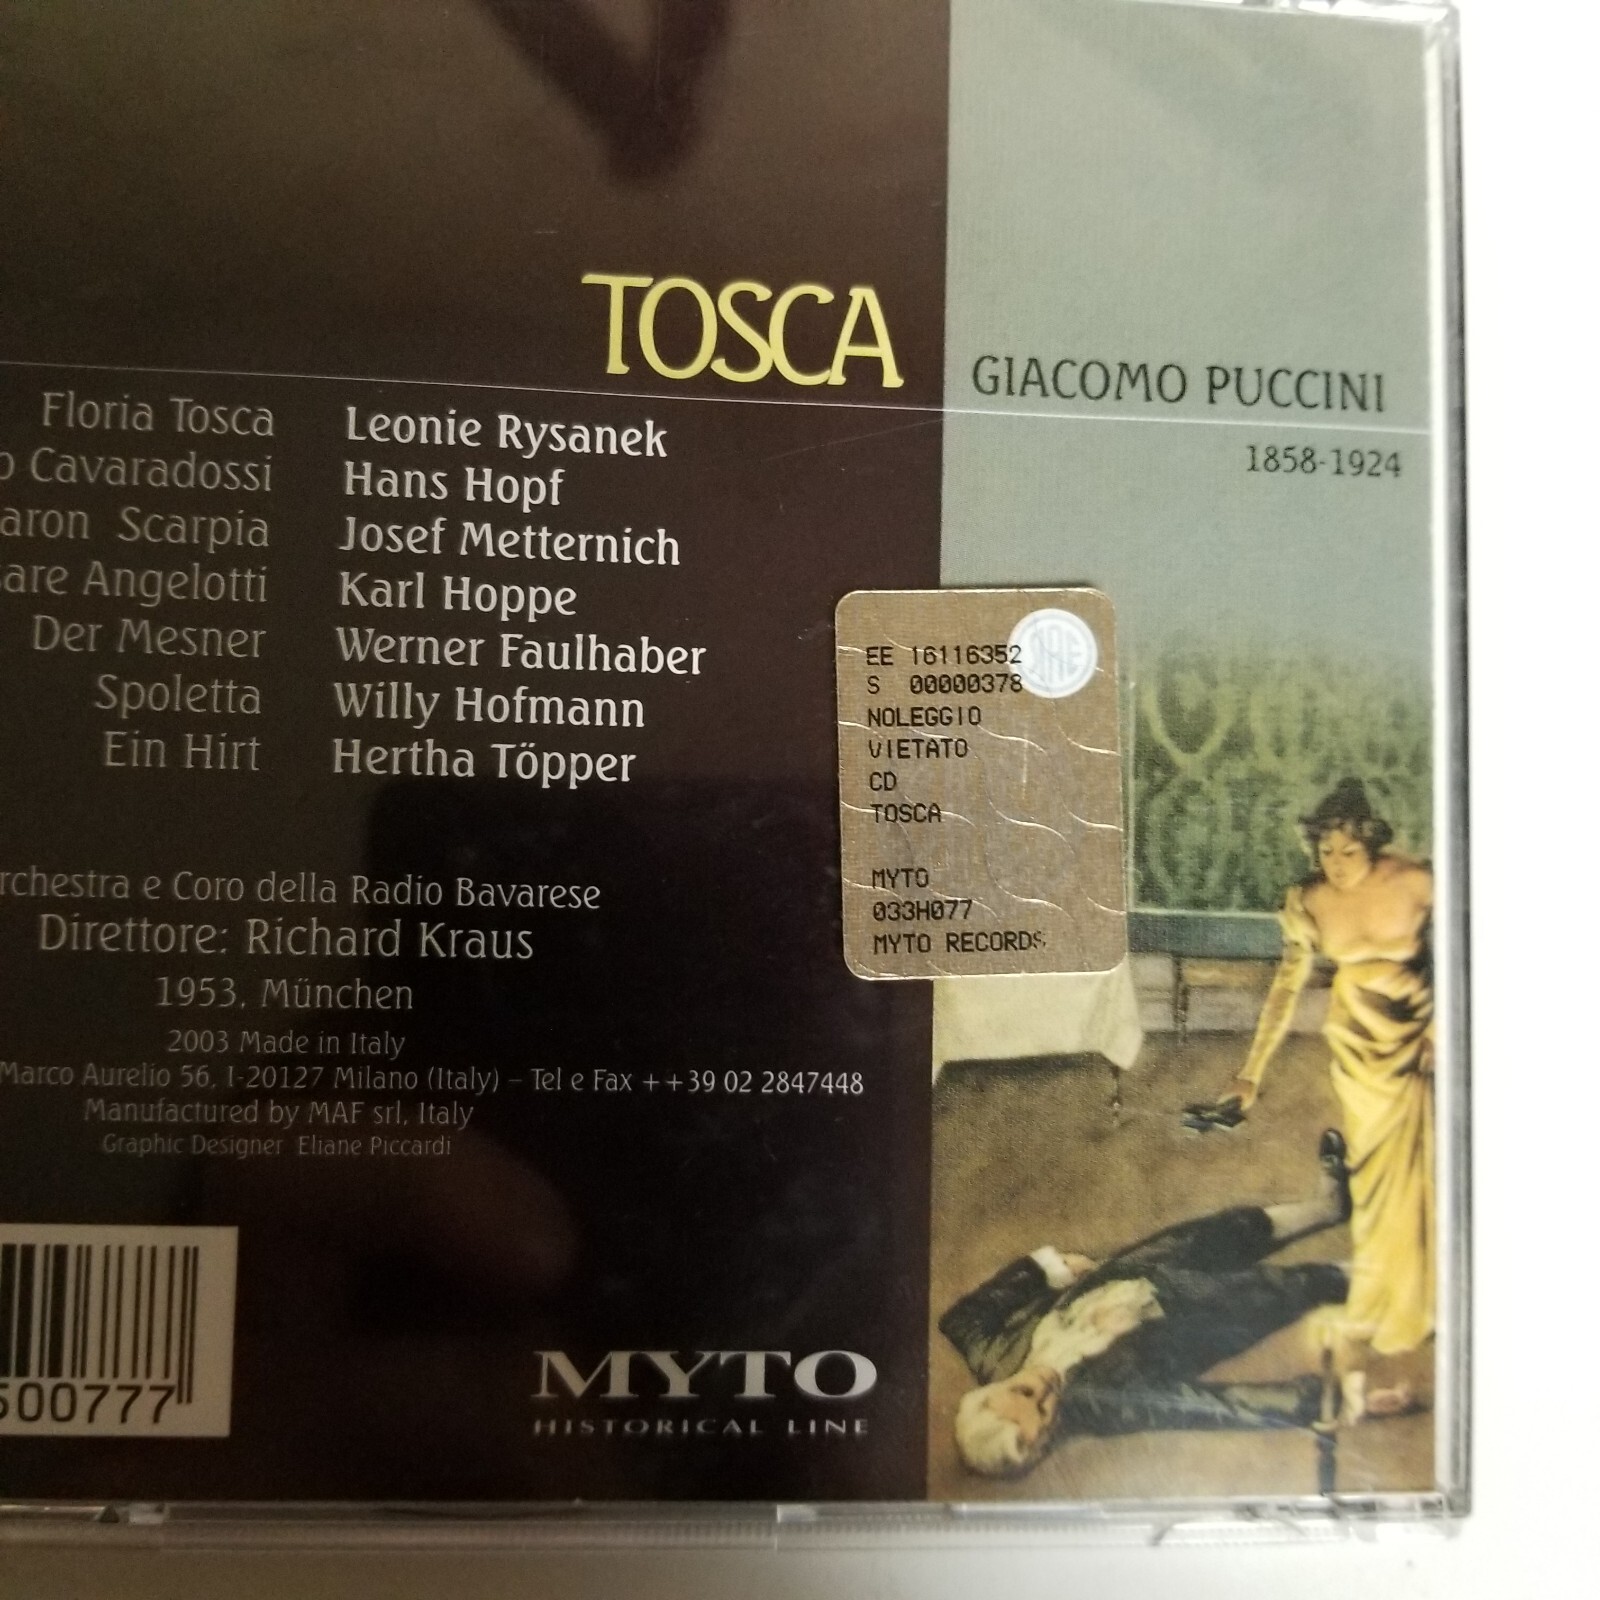 TOSCA
GIACOMO PUCCINI
1858-1924
Floria Tosca Leonie Rysanek
Cavaradossi Hans Hopf
Scarpia Josef Metternich
Angelotti Karl Hoppe
Der Mesner Werner Faulhaber
Spoletta Willy Hofmann
Ein Hirt Hertha Töpper
e Coro della Radio Bavarese
Direttore: Richard Kraus
1953, München
2003 Made in Italy
Marco Aurelio 56, I-20127 Milano (Italy) – Tel e Fax ++39 02 2847448
Manufactured by MAF srl, Italy
Graphic Designer Eliane Piccardi
EE 16116352
S 00000378
NOLEGGIO
VIETATO
CD
TOSCA
MYTO
033H077
MYTO RECORDS
SIAE
500777
MYTO
HISTORICAL LINE